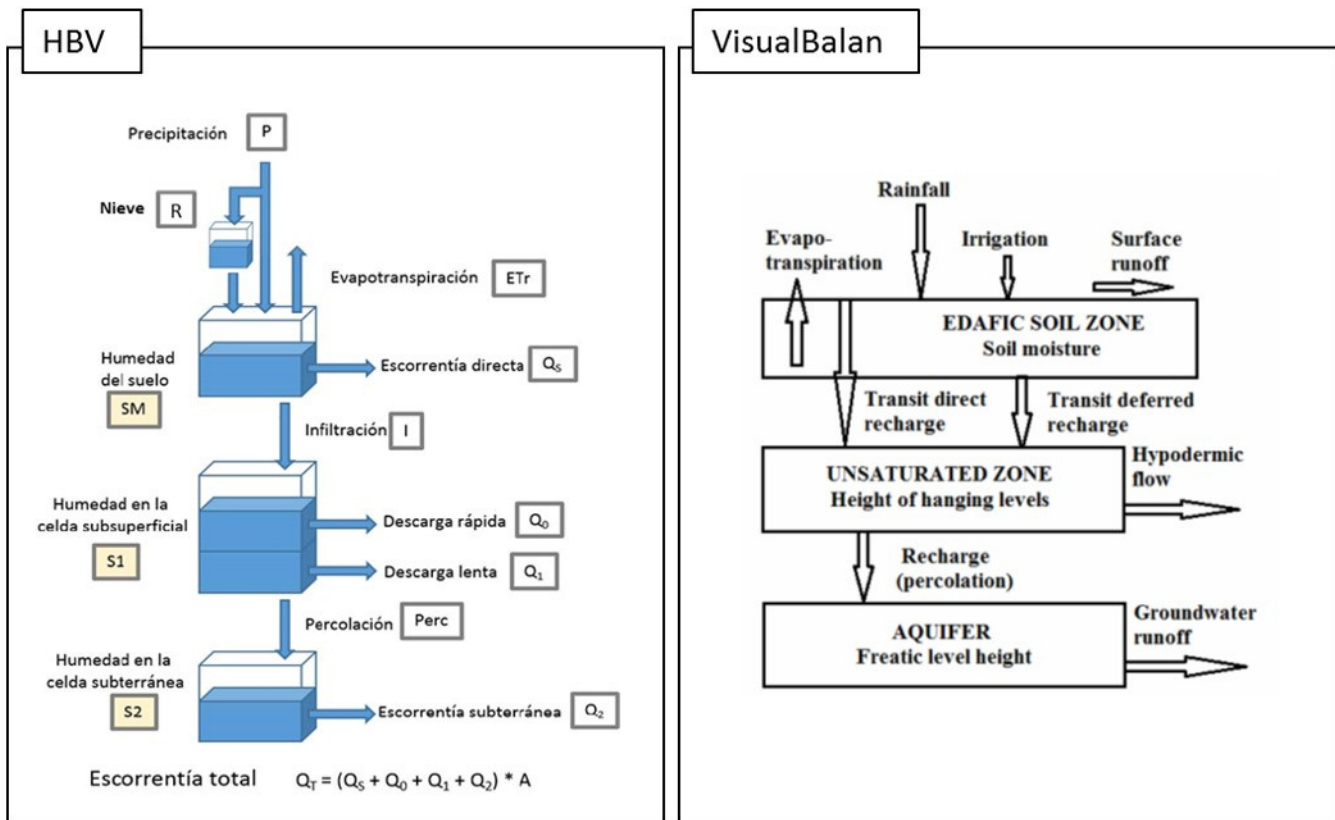 HBV
Precipitación P
Nieve R
Evapotranspiración ETr
Humedad
del suelo
SM
Escorrentía directa QS
Infiltración I
Humedad en la
celda subsuperficial
S1
Descarga rápida Q0
Descarga lenta Q1
Percolación Perc
Humedad en la
celda subterránea
S2
Escorrentía subterránea Q2
Escorrentía total QT = (QS + Q0 + Q1 + Q2) * A
VisualBalan
Rainfall
Evapo-
transpiration
Irrigation
Surface
runoff
EDAFIC SOIL ZONE
Soil moisture
Transit direct
recharge
Transit deferred
recharge
UNSATURATED ZONE
Height of hanging levels
Hypodermic
flow
Recharge
(percolation)
AQUIFER
Freatic level height
Groundwater
runoff